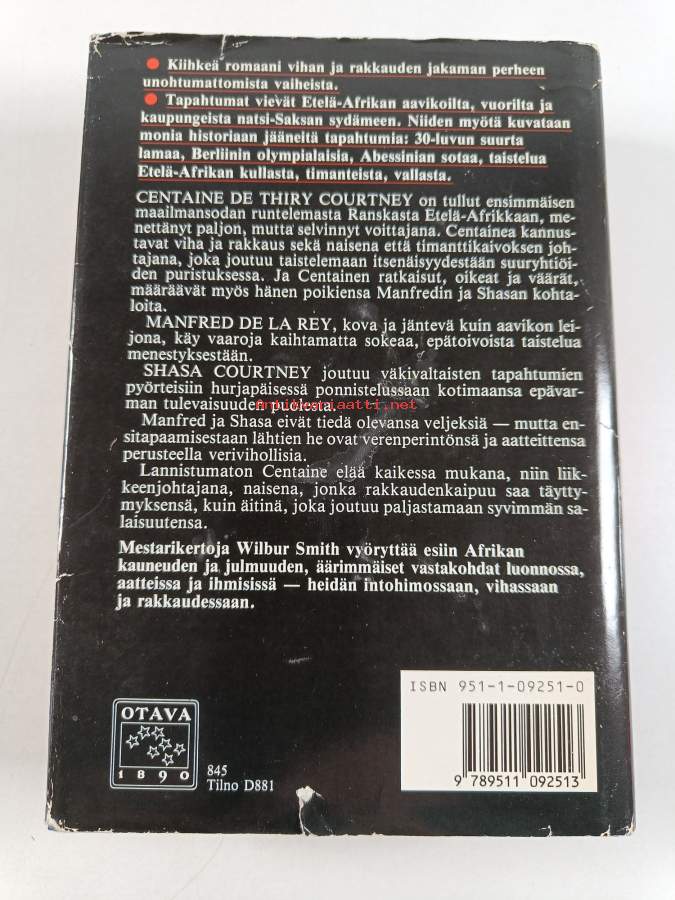 ● Kiihkeä romaani vihan ja rakkauden jakaman perheen
unohtumattomista vaiheista.
● Tapahtumat vievät Etelä-Afrikan aavikoilta, vuorilta ja
kaupungeista natsi-Saksan sydämeen. Niiden myötä kuvataan
monia historiaan jääneitä tapahtumia: 30-luvun suurta
lamaa, Berliinin olympialaisia, Abessinian sotaa, taistelua
Etelä-Afrikan kullasta, timanteista, vallasta.
CENTAINE DE THIRY COURTNEY on tullut ensimmäisen
maailmansodan runtelemasta Ranskasta Etelä-Afrikkaan, me-
nettänyt paljon, mutta selvinnyt voittajana. Centainea kannus-
tavat viha ja rakkaus sekä naisena että timanttikaivoksen joh-
tajana, joka joutuu taistelemaan itsenäisyydestään suuryhtiöi-
den puristuksessa. Ja Centainen ratkaisut, oikeat ja väärät,
määräävät myös hänen poikiensa Manfredin ja Shasan kohta-
loita.
MANFRED DE LA REY, kova ja jäntevä kuin aavikon lei-
jona, käy vaaroja kaihtamatta sokeaa, epätoivoista taistelua
menestyksestään.
SHASA COURTNEY joutuu väkivaltaisten tapahtumien
pyörteisiin hurjapäisessä ponnistelussaan kotimaansa epävar-
man tulevaisuuden puolesta.
Antikvariaatti.net
Manfred ja Shasa eivät tiedä olevansa veljeksiä — mutta en-
sitapaamisestaan lähtien he ovat verenperintönsä ja aatteittensa
perusteella verivihollisia.
Lannistumaton Centaine elää kaikessa mukana, niin liik-
keenjohtajana, naisena, jonka rakkaudenkaipuu saa täytty-
myksensä, kuin äitinä, joka joutuu paljastamaan syvimmän sa-
laisuutensa.
Mestarikertoja Wilbur Smith vyöryttää esiin Afrikan
kauneuden ja julmuuden, äärimmäiset vastakohdat luonnossa,
aatteissa ja ihmisissä — heidän intohimossaan, vihassaan
ja rakkaudessaan.
ISBN 951-1-09251-0
OTAVA
1890
845
Tilno D881
9 789511 092513